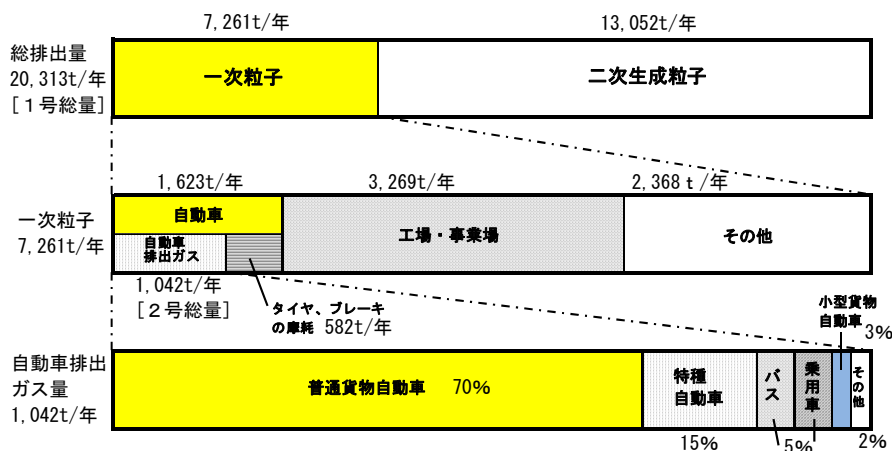 7,261t/年
13,052t/年
総排出量
20,313t/年
[1号総量]
一次粒子
二次生成粒子
1,623t/年
3,269t/年
2,368t/年
一次粒子
7,261t/年
自動車
自動車
排出ガス
工場・事業場
その他
1,042t/年
[2号総量]
タイヤ、ブレーキ
の摩耗 582t/年
小型貨物
自動車 3%
自動車排出
ガス量
1,042t/年
普通貨物自動車 70%
特種
自動車
バス
乗用車
その他
15%
5%
2%